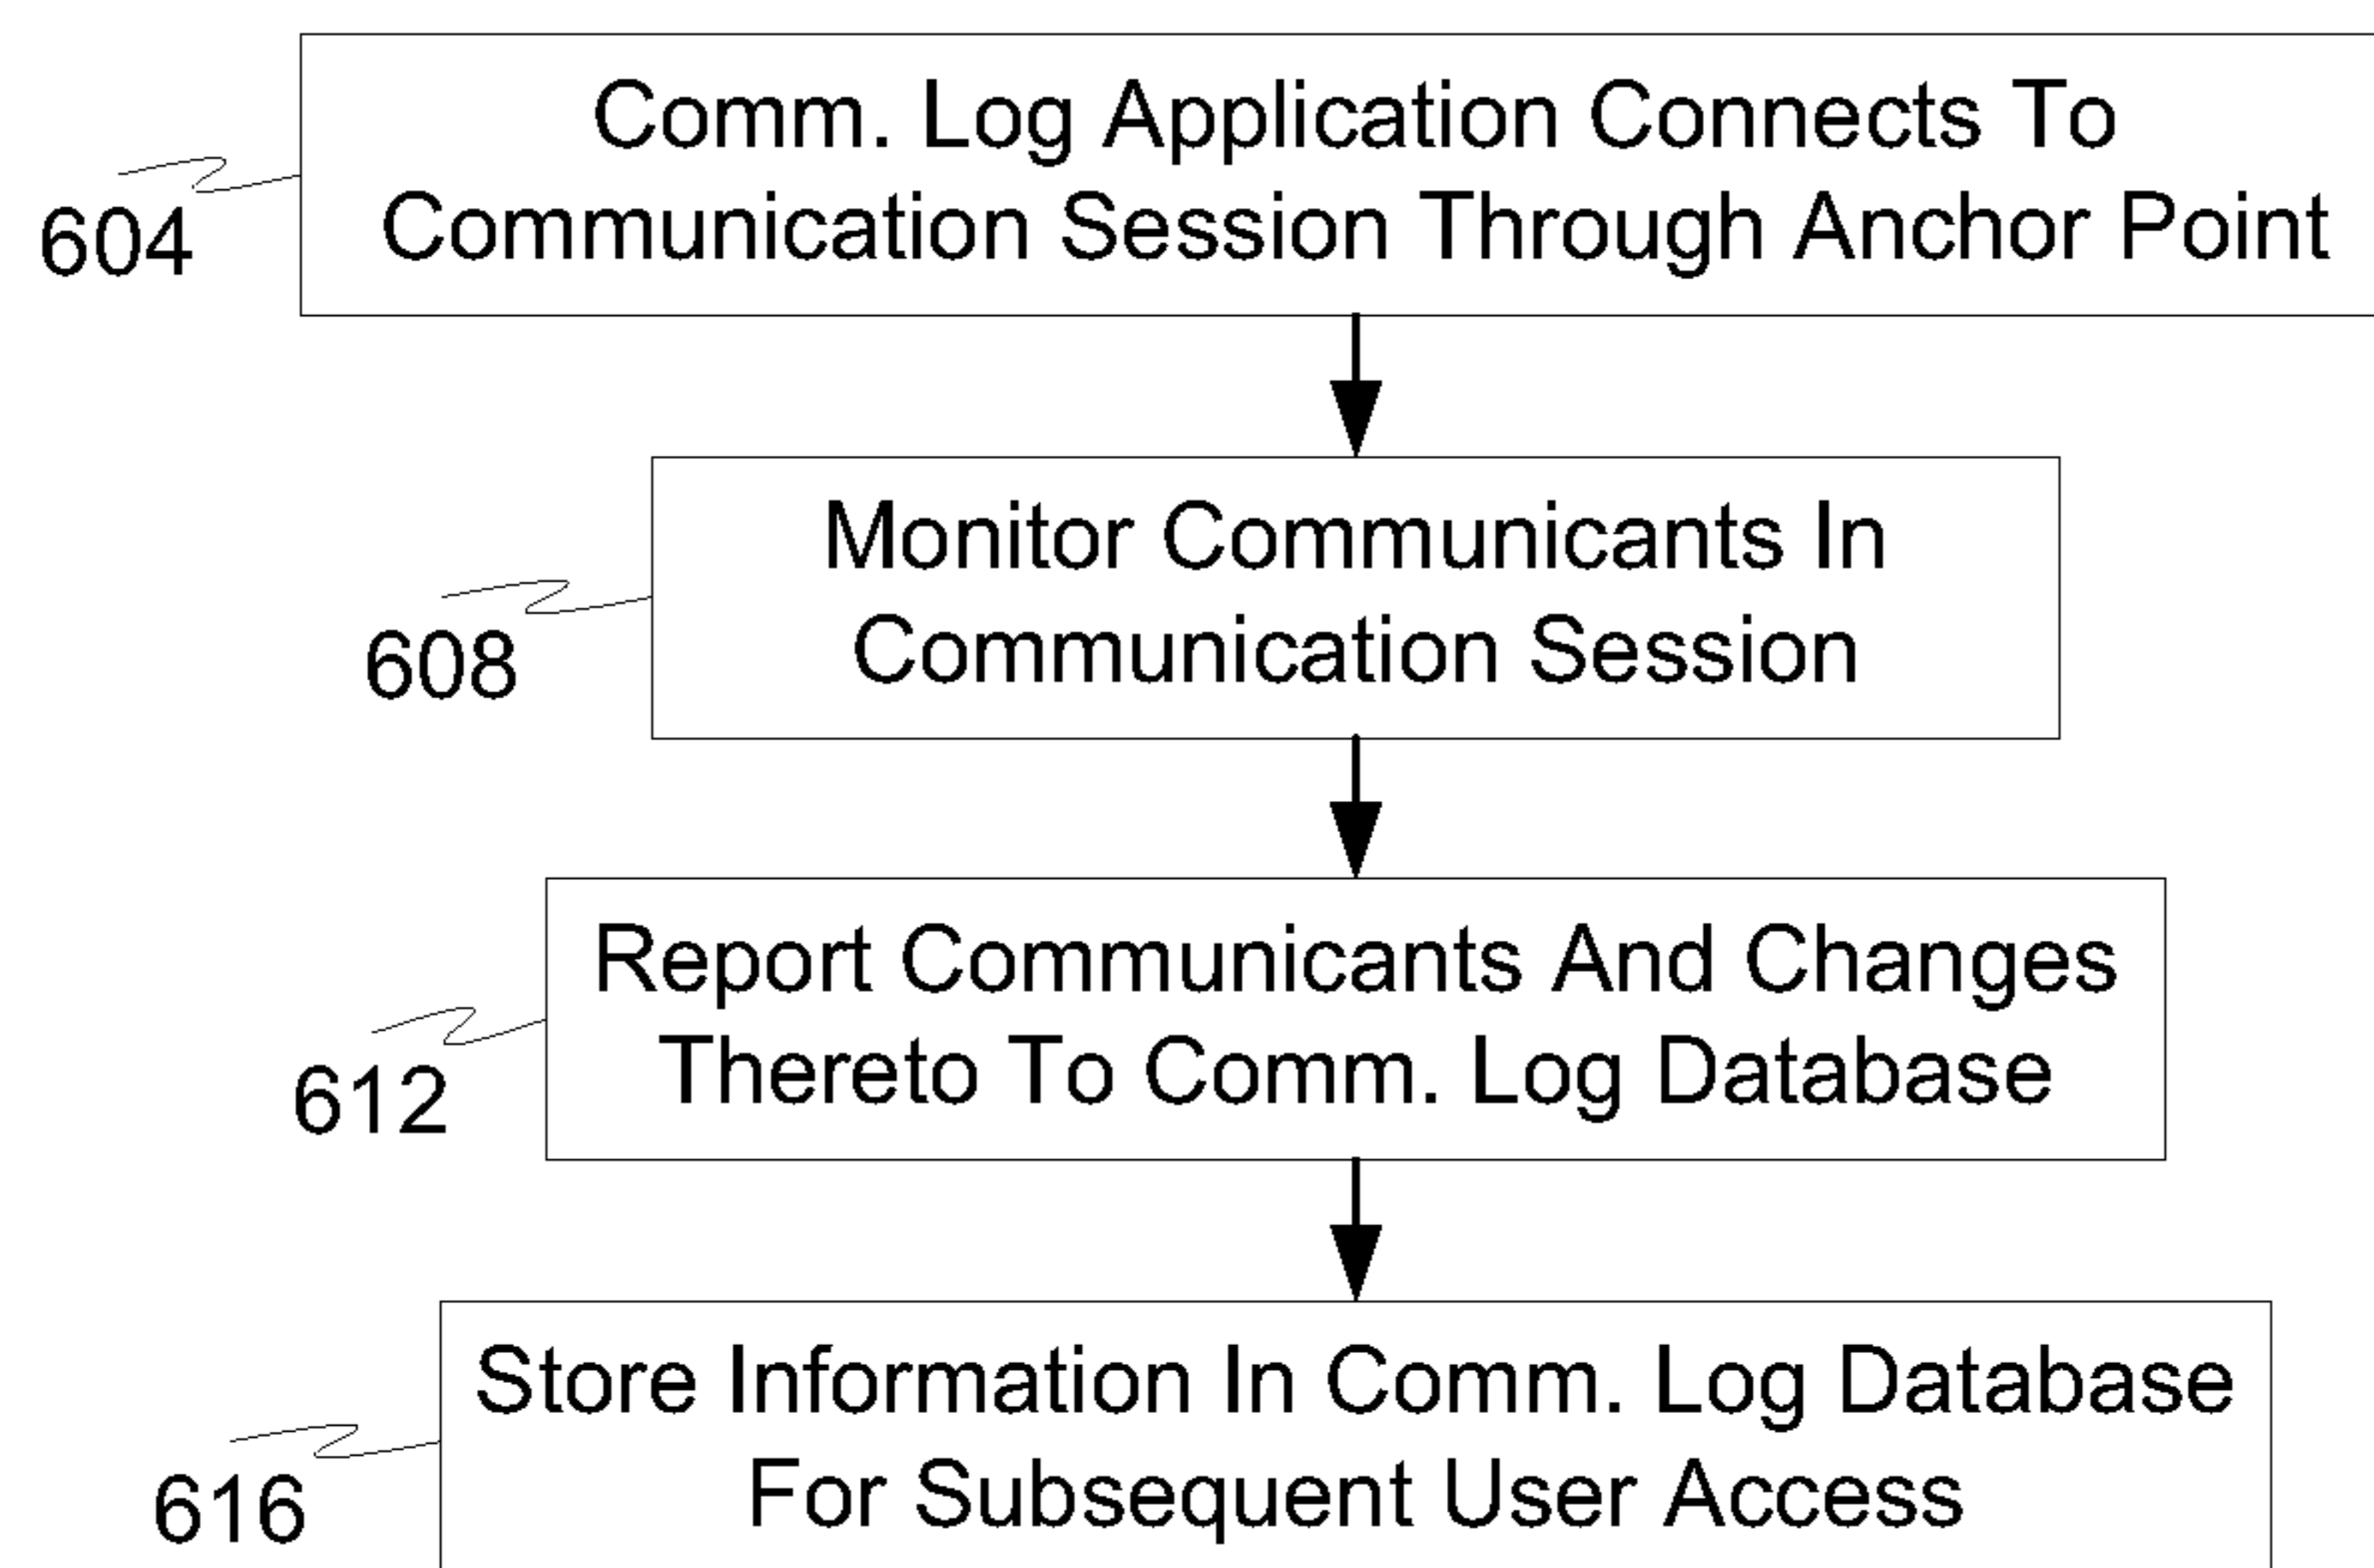 Comm. Log Application Connects To
Communication Session Through Anchor Point
604
Monitor Communicants In
Communication Session
608
Report Communicants And Changes
Thereto To Comm. Log Database
612
Store Information In Comm. Log Database
For Subsequent User Access
616